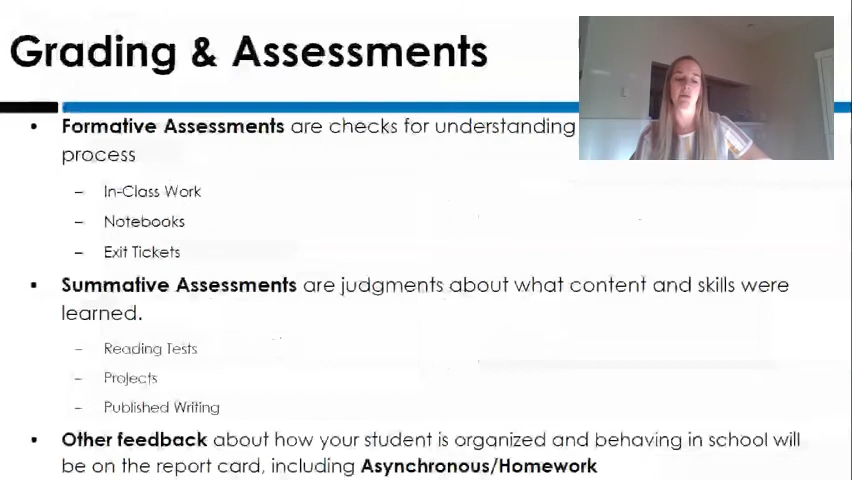 Grading & Assessments
• Formative Assessments are checks for understanding
process
– In-Class Work
– Notebooks
– Exit Tickets
• Summative Assessments are judgments about what content and skills were
learned.
– Reading Tests
– Projects
– Published Writing
• Other feedback about how your student is organized and behaving in school will
be on the report card, including Asynchronous/Homework